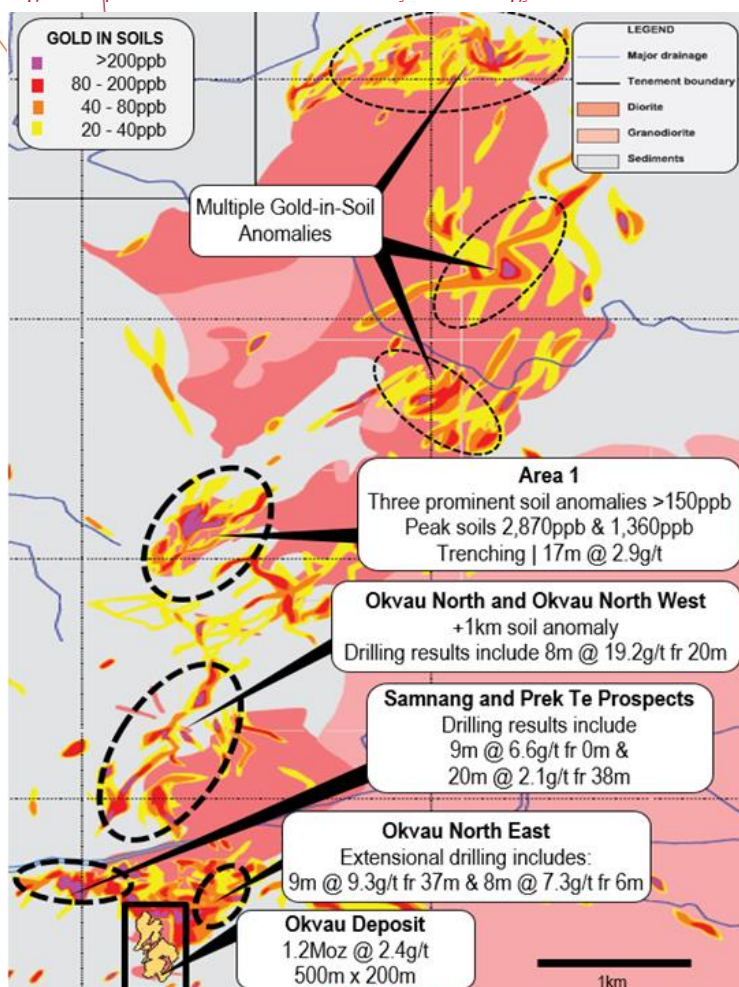 GOLD IN SOILS
>200ppb
80 - 200ppb
40 - 80ppb
20 - 40ppb
LEGEND
Major drainage
Tenement boundary
Diorite
Granodiorite
Sediments
Multiple Gold-in-Soil
Anomalies
Area 1
Three prominent soil anomalies >150ppb
Peak soils 2,870ppb & 1,360ppb
Trenching | 17m @ 2.9g/t
Okvau North and Okvau North West
+1km soil anomaly
Drilling results include 8m @ 19.2g/t fr 20m
Samnang and Prek Te Prospects
Drilling results include
9m @ 6.6g/t fr 0m &
20m @ 2.1g/t fr 38m
Okvau North East
Extensional drilling includes:
9m @ 9.3g/t fr 37m & 8m @ 7.3g/t fr 6m
Okvau Deposit
1.2Moz @ 2.4g/t
500m x 200m
1km